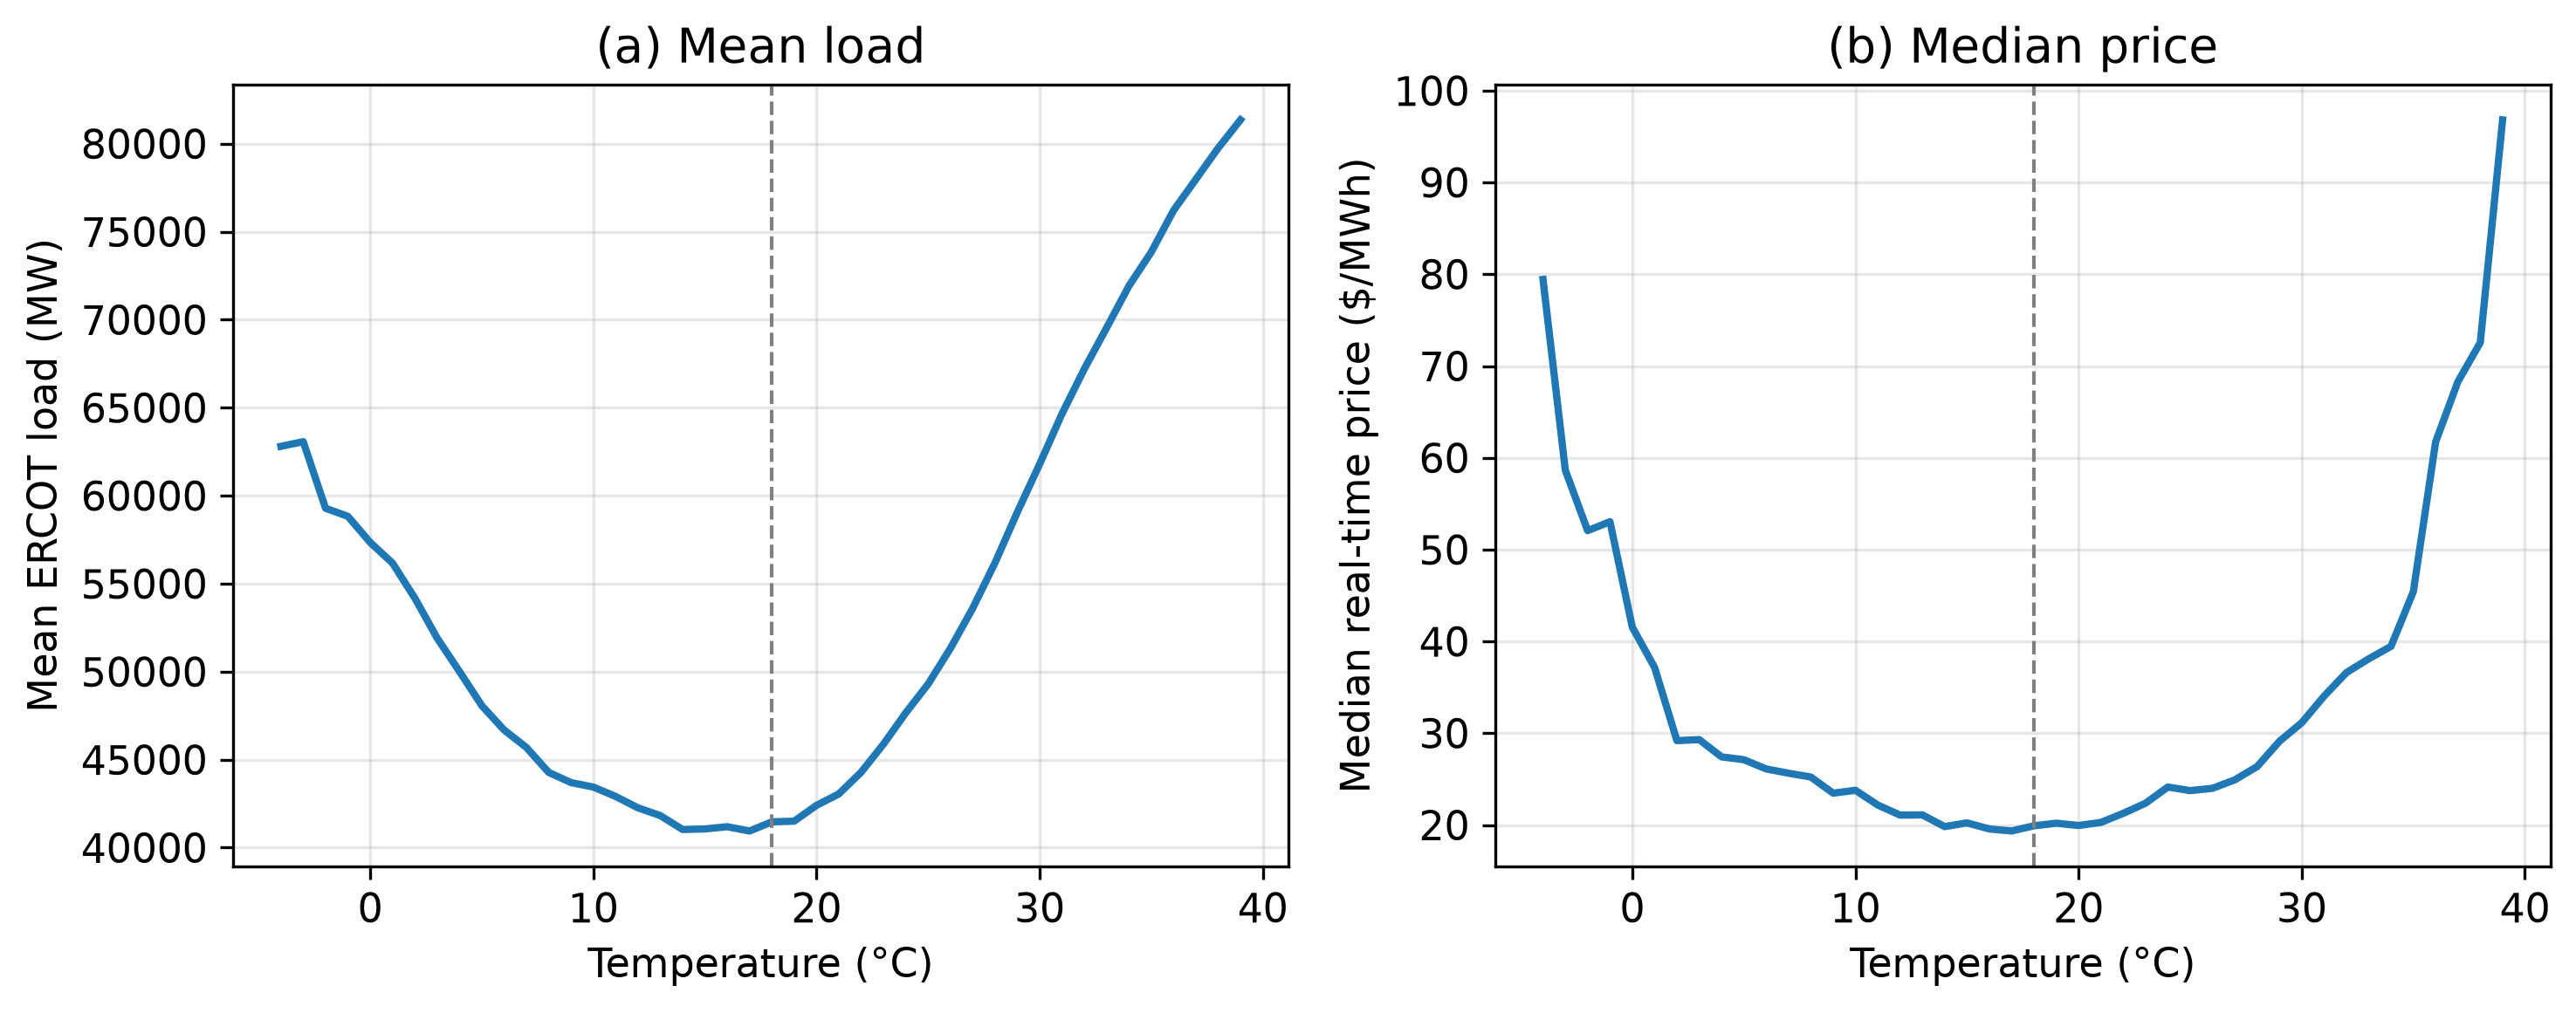 (a) Mean load
Mean ERCOT load (MW)
80000
75000
70000
65000
60000
55000
50000
45000
40000
0 10 20 30 40
Temperature (°C)
(b) Median price
Median real-time price ($/MWh)
100
90
80
70
60
50
40
30
20
0 10 20 30 40
Temperature (°C)